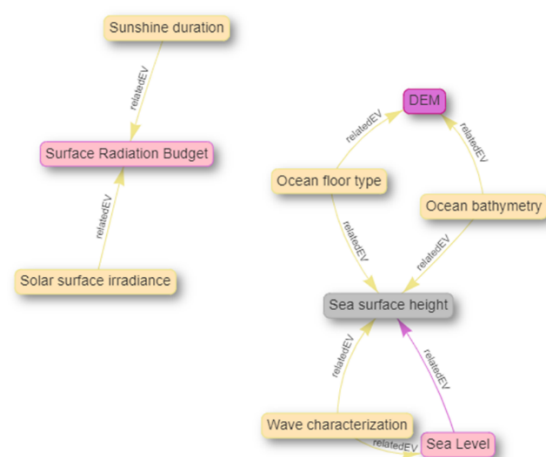 Sunshine duration
relatedEV
Surface Radiation Budget
relatedEV
Solar surface irradiance
DEM
relatedEV
relatedEV
Ocean floor type
Ocean bathymetry
relatedEV
relatedEV
Sea surface height
relatedEV
relatedEV
Wave characterization
relatedEV
Sea Level